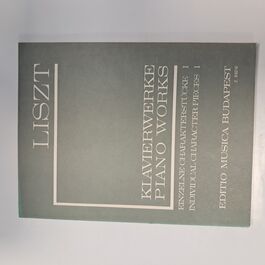 LISZT
KLAVIERWERKE
PIANO WORKS
EINZELNE CHARAKTERSTÜCKE I
INDIVIDUAL CHARACTER PIECES I
EDITIO MUSICA BUDAPEST